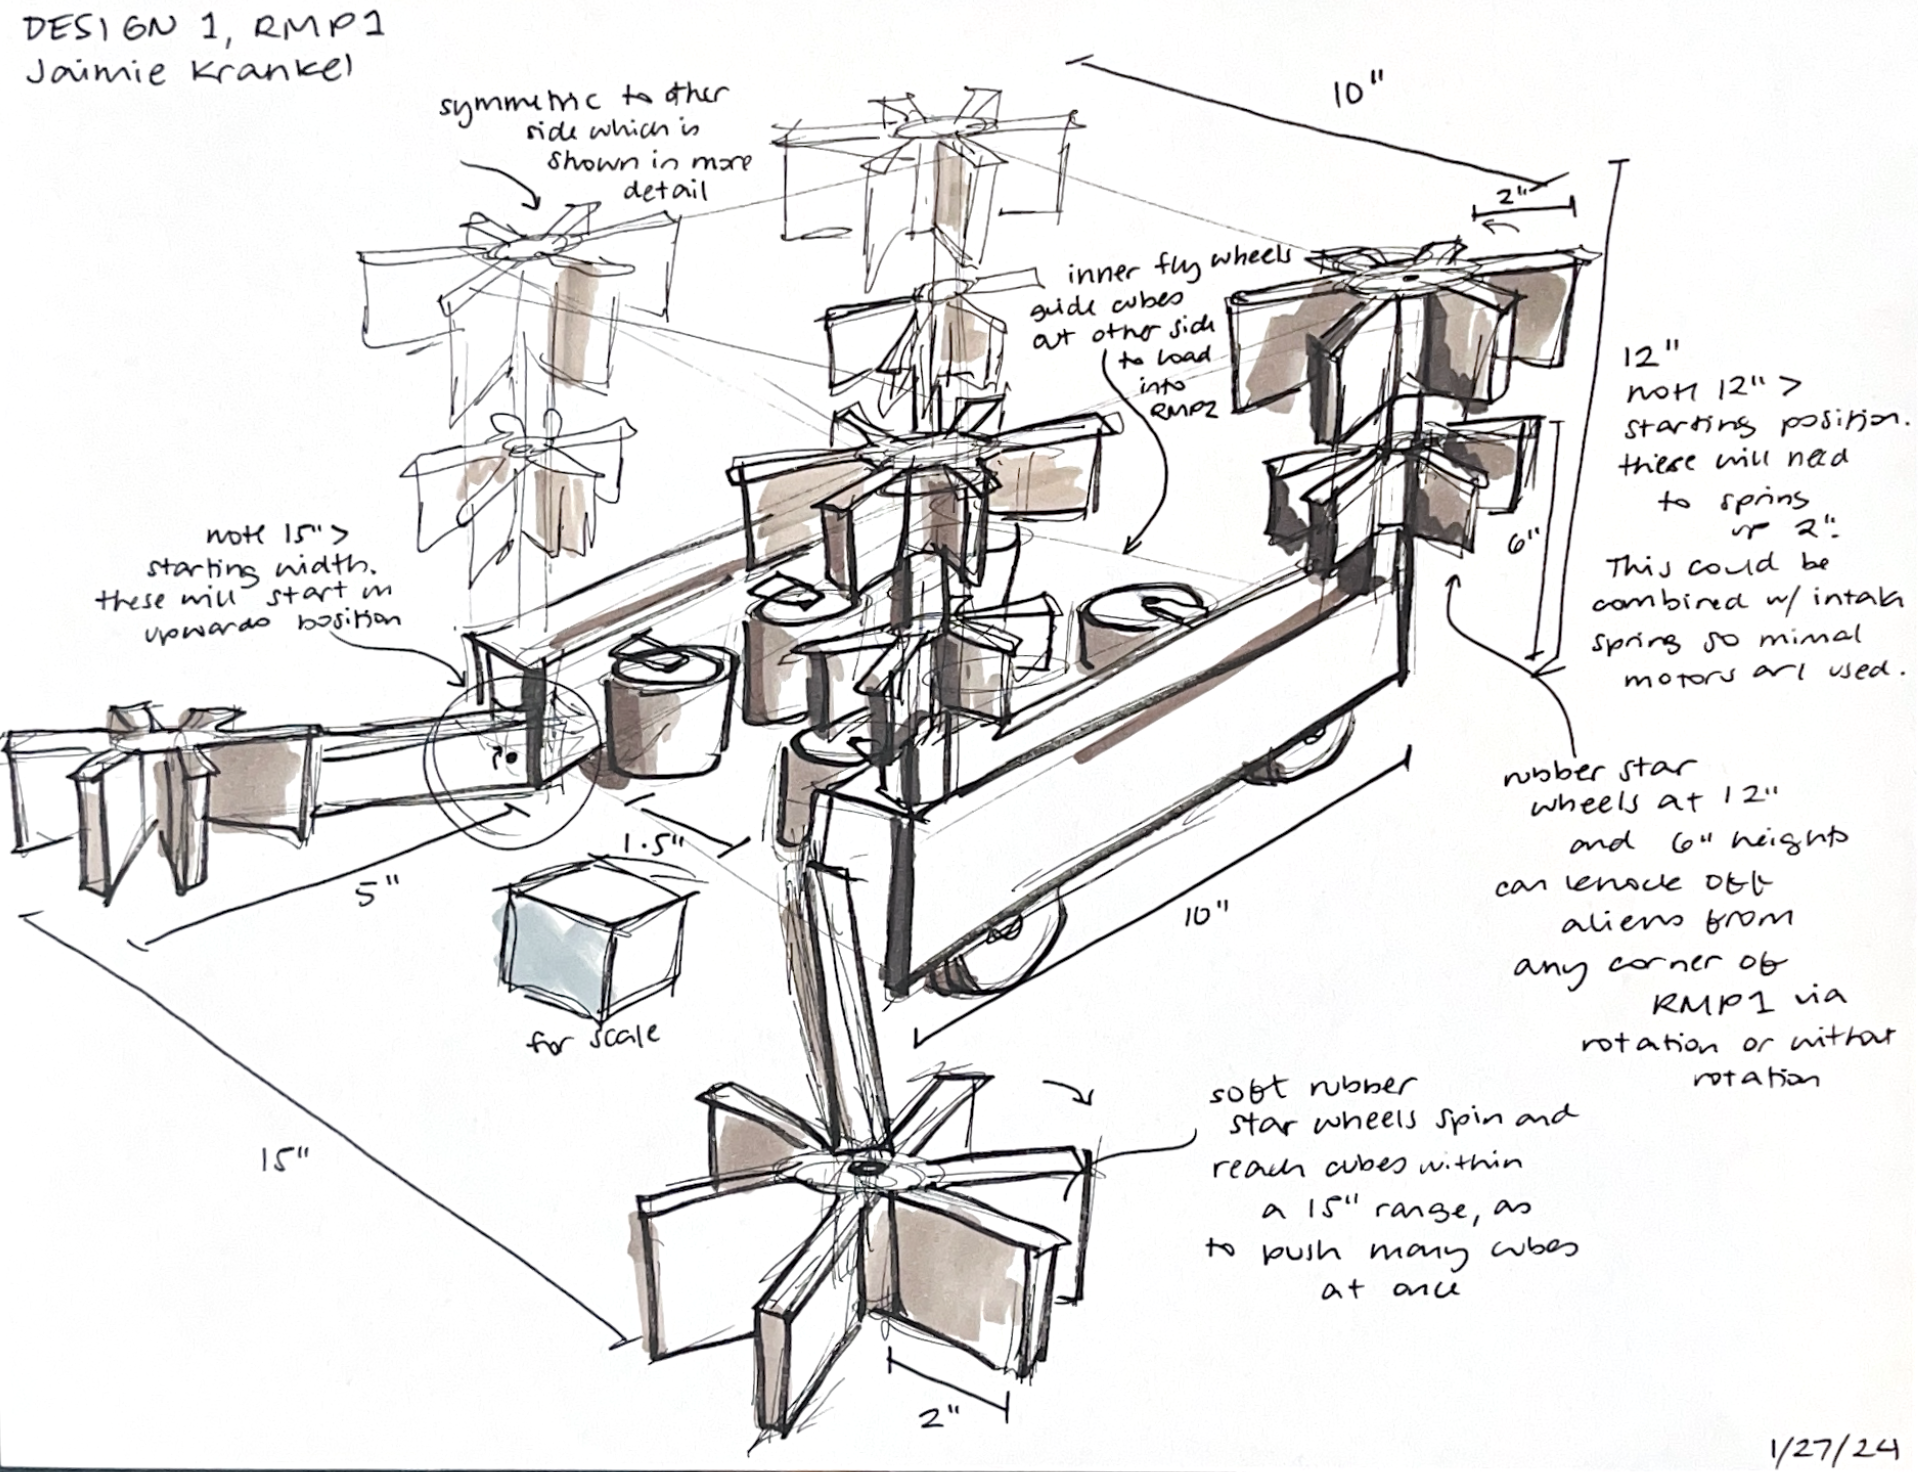 DESIGN 1, RMP1
Jaimie Krankel
symmetric to other
side which is
shown in more
detail
10"
2"
inner fly wheels
guide cubes
out other side
to load
into
RMP2
12"
note 12" >
starting position.
these will need
to spring
up 2".
This could be
combined w/ intake
spring so minimal
motors are used.
6"
note 15" >
starting width.
these will start in
upwards position
1.5"
5"
for scale
10"
rubber star
wheels at 12"
and 6" heights
can knock off
aliens from
any corner of
RMP1 via
rotation or without
rotation
15"
soft rubber
star wheels spin and
reach cubes within
a 15" range, as
to push many cubes
at once
2"
1/27/24